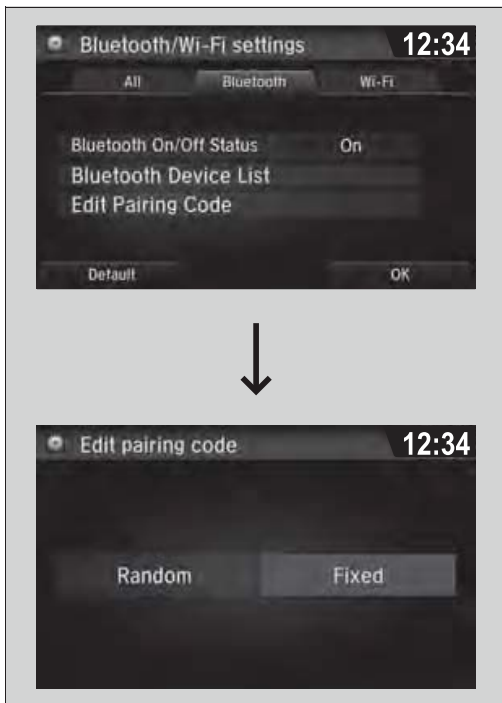 Bluetooth/Wi-Fi settings 12:34
All Bluetooth Wi-Fi
Bluetooth On/Off Status On
Bluetooth Device List
Edit Pairing Code
Default OK
Edit pairing code 12:34
Random Fixed